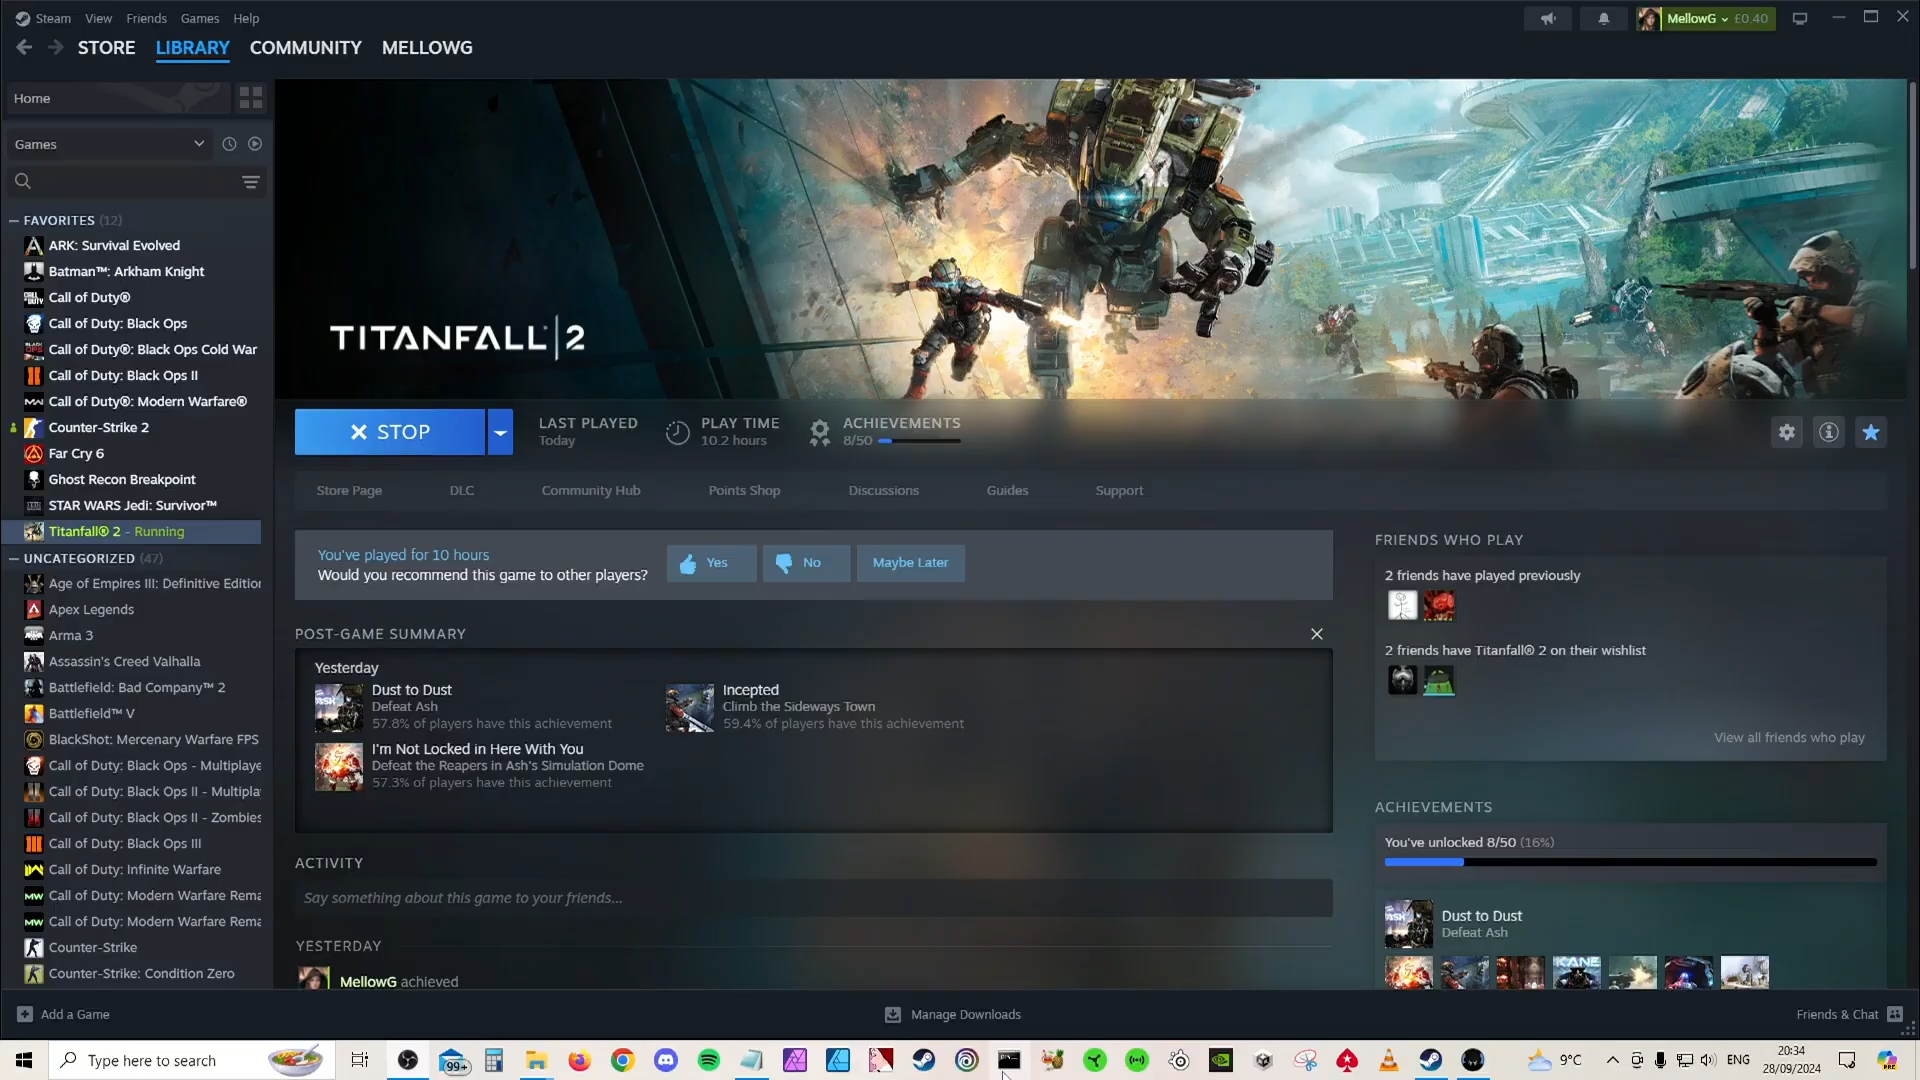 Steam View Friends Games Help
MellowG £0.40
STORE LIBRARY COMMUNITY MELLOWG
Home
Games
FAVORITES (12)
ARK: Survival Evolved
Batman™: Arkham Knight
Call of Duty®
Call of Duty: Black Ops
Call of Duty®: Black Ops Cold War
Call of Duty: Black Ops II
Call of Duty®: Modern Warfare®
Counter-Strike 2
Far Cry 6
Ghost Recon Breakpoint
STAR WARS Jedi: Survivor™
Titanfall® 2 - Running
UNCATEGORIZED (47)
Age of Empires III: Definitive Edition
Apex Legends
Arma 3
Assassin's Creed Valhalla
Battlefield: Bad Company™ 2
Battlefield™ V
BlackShot: Mercenary Warfare FPS
Call of Duty: Black Ops - Multiplaye
Call of Duty: Black Ops II - Multipla
Call of Duty: Black Ops II - Zombies
Call of Duty: Black Ops III
Call of Duty: Infinite Warfare
Call of Duty: Modern Warfare Rema
Call of Duty: Modern Warfare Rema
Counter-Strike
Counter-Strike: Condition Zero
TITANFALL 2
STOP
LAST PLAYED
Today
PLAY TIME
10.2 hours
ACHIEVEMENTS
8/50
Store Page DLC Community Hub Points Shop Discussions Guides Support
You've played for 10 hours
Would you recommend this game to other players?
Yes No Maybe Later
POST-GAME SUMMARY
Yesterday
Dust to Dust
Defeat Ash
57.8% of players have this achievement
Incepted
Climb the Sideways Town
59.4% of players have this achievement
I'm Not Locked in Here With You
Defeat the Reapers in Ash's Simulation Dome
57.3% of players have this achievement
ACTIVITY
Say something about this game to your friends...
YESTERDAY
MellowG achieved
FRIENDS WHO PLAY
2 friends have played previously
2 friends have Titanfall® 2 on their wishlist
View all friends who play
ACHIEVEMENTS
You've unlocked 8/50 (16%)
Dust to Dust
Defeat Ash
KANE
Add a Game
Manage Downloads
Friends & Chat
Type here to search
99+
9°C
ENG
20:34
28/09/2024